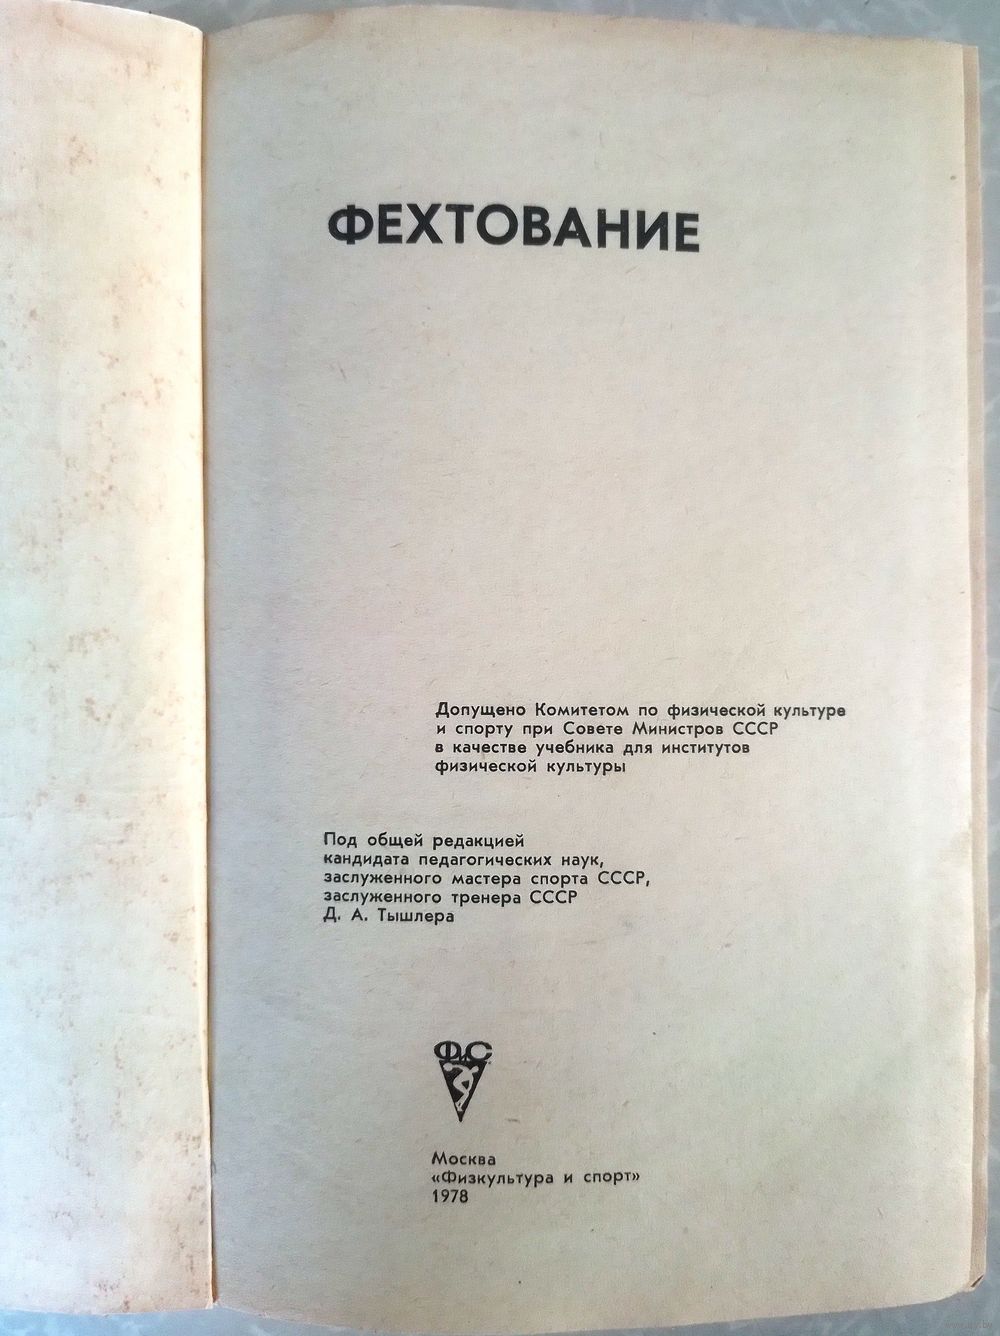 ФЕХТОВАНИЕ
Допущено Комитетом по физической культуре
и спорту при Совете Министров СССР
в качестве учебника для институтов
физической культуры
Под общей редакцией
кандидата педагогических наук,
заслуженного мастера спорта СССР,
заслуженного тренера СССР
Д. А. Тышлера
ФиС
Москва
«Физкультура и спорт»
1978